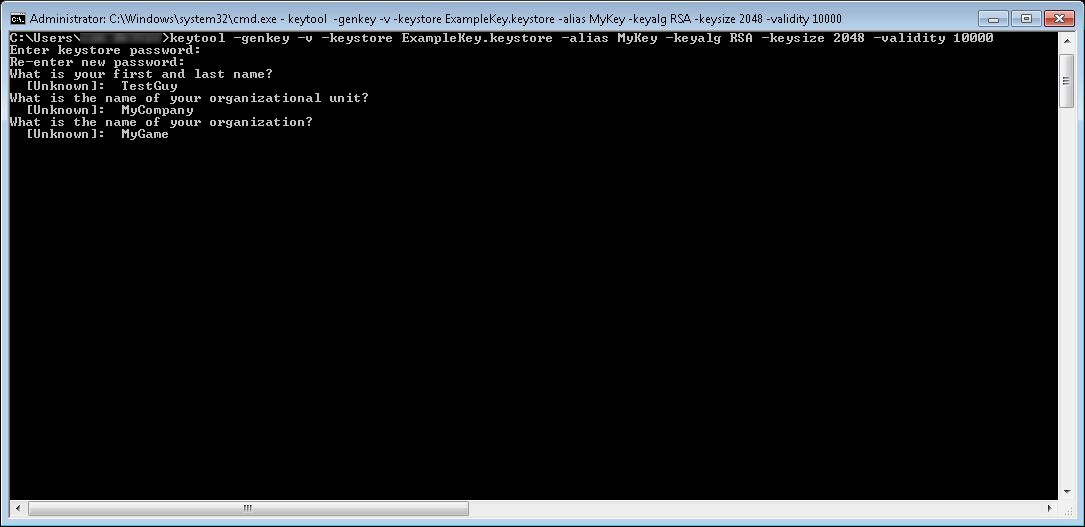 Administrator: C:\Windows\system32\cmd.exe - keytool  -genkey -v -keystore ExampleKey.keystore -alias MyKey -keyalg RSA -keysize 2048 -validity 10000
C:\Users\>keytool -genkey -v -keystore ExampleKey.keystore -alias MyKey -keyalg RSA -keysize 2048 -validity 10000
Enter keystore password:
Re-enter new password:
What is your first and last name?
  [Unknown]:  TestGuy
What is the name of your organizational unit?
  [Unknown]:  MyCompany
What is the name of your organization?
  [Unknown]:  MyGame